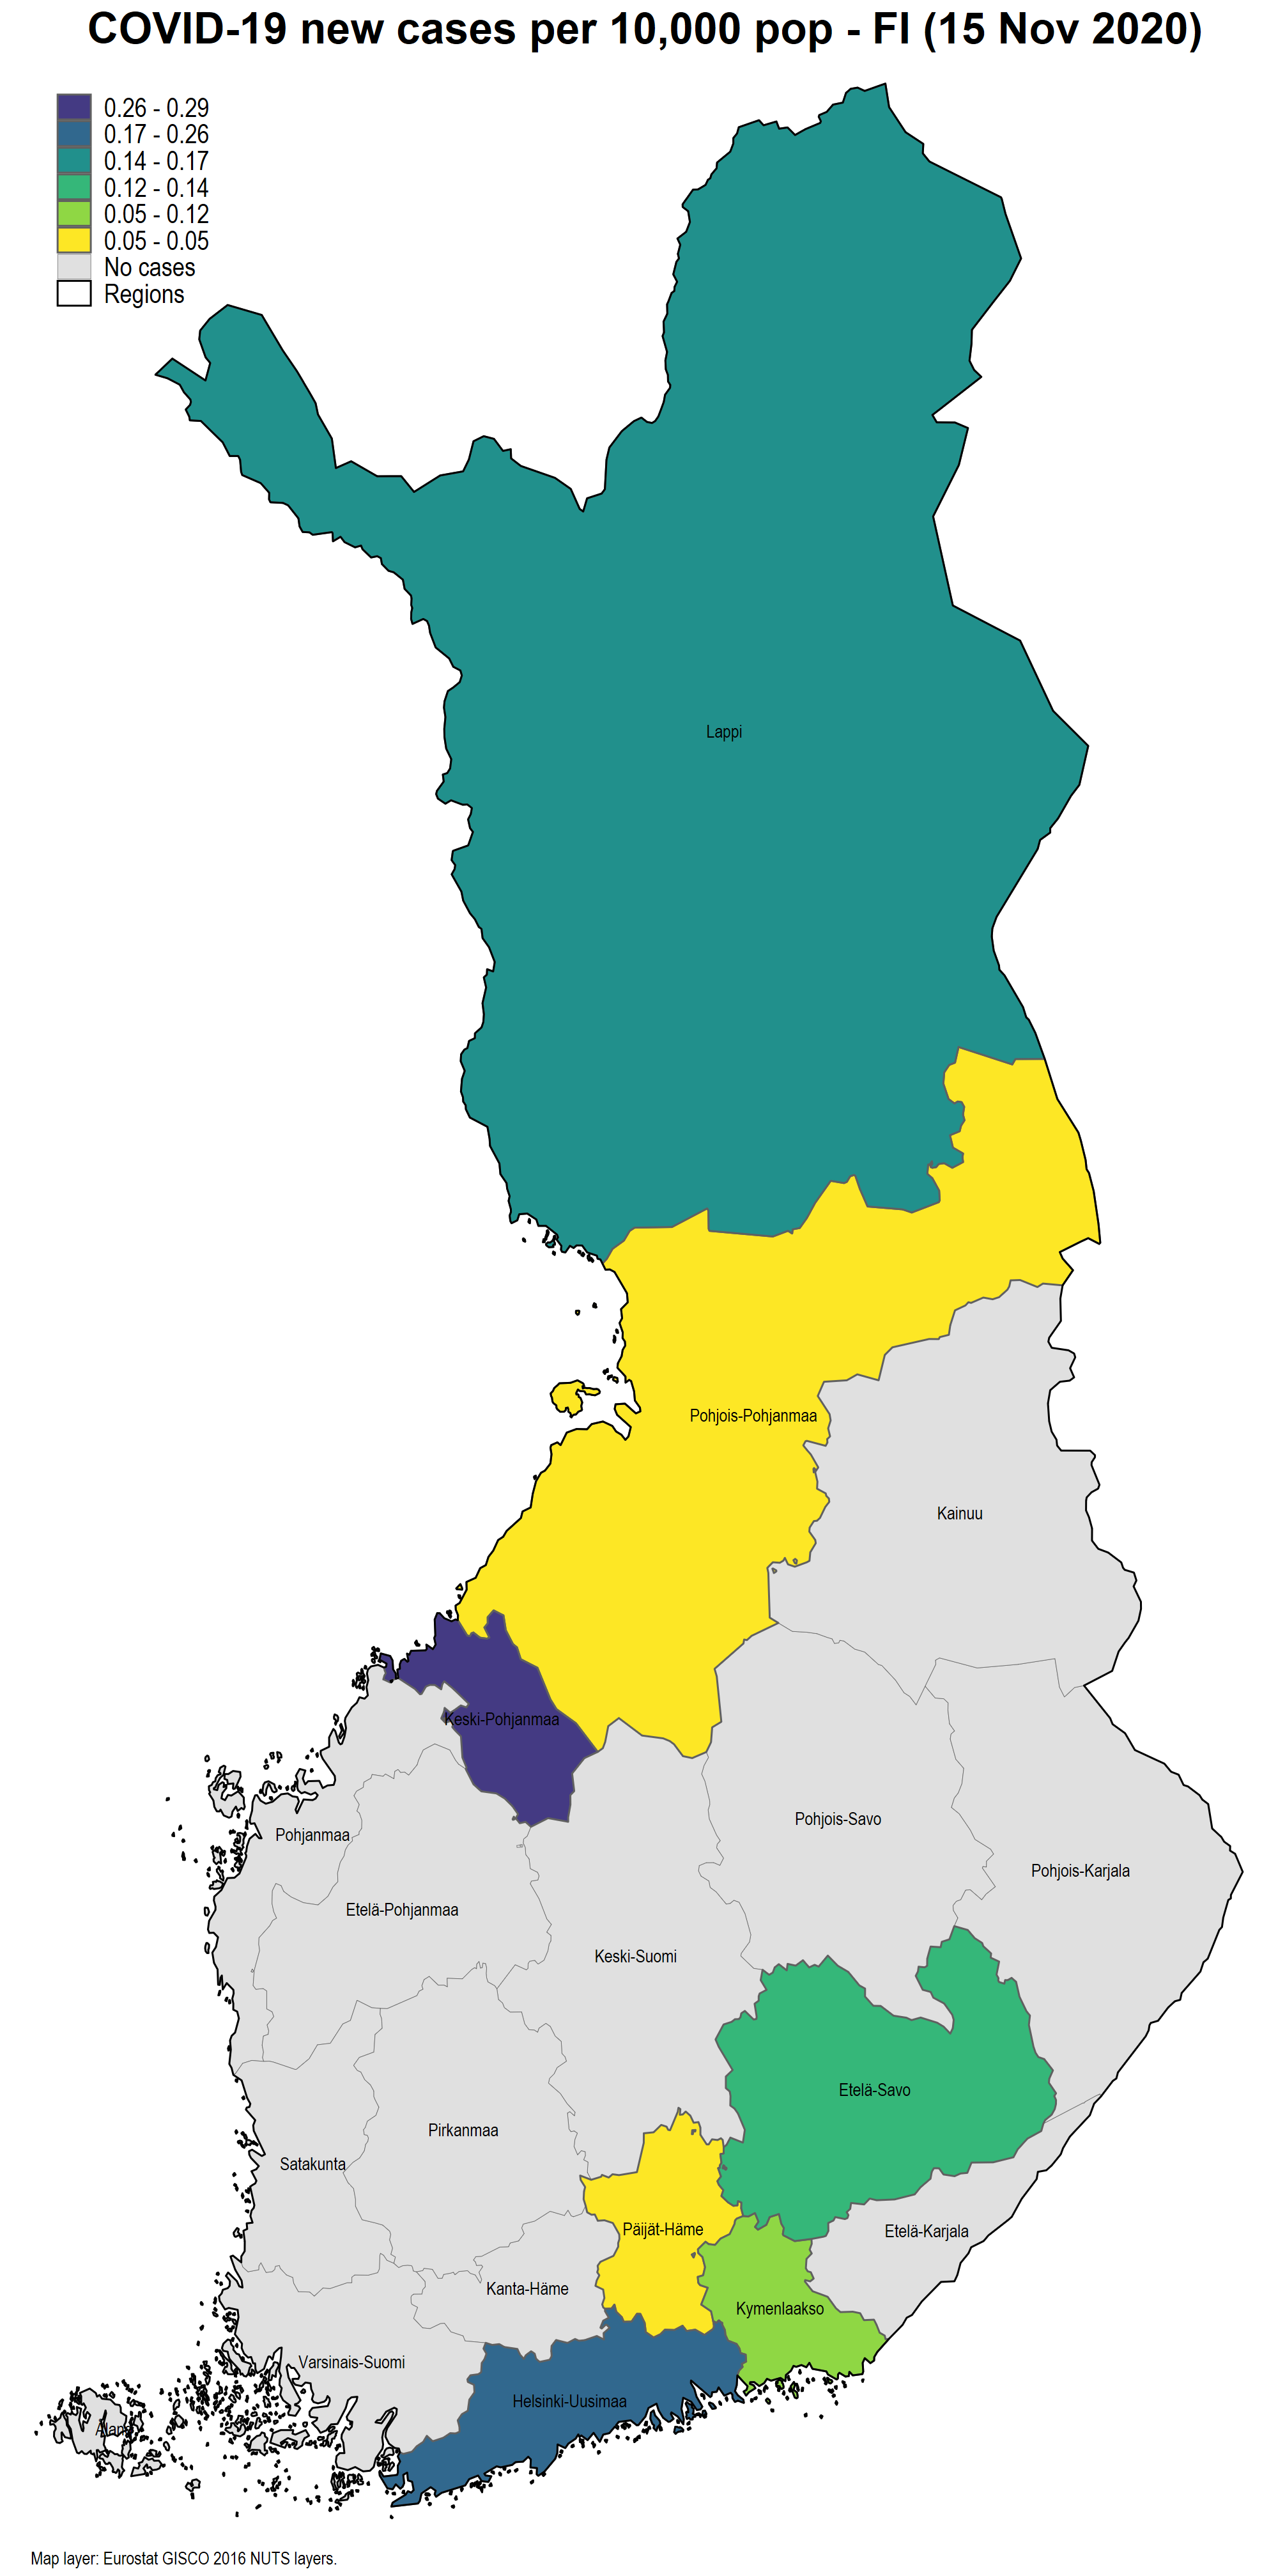 COVID-19 new cases per 10,000 pop - FI (15 Nov 2020)
0.26 - 0.29
0.17 - 0.26
0.14 - 0.17
0.12 - 0.14
0.05 - 0.12
0.05 - 0.05
No cases
Regions
Lappi
Pohjois-Pohjanmaa
Kainuu
Keski-Pohjanmaa
Pohjois-Savo
Pohjanmaa
Pohjois-Karjala
Etelä-Pohjanmaa
Keski-Suomi
Etelä-Savo
Pirkanmaa
Satakunta
Päijät-Häme
Etelä-Karjala
Kanta-Häme
Kymenlaakso
Varsinais-Suomi
Helsinki-Uusimaa
Map layer: Eurostat GISCO 2016 NUTS layers.